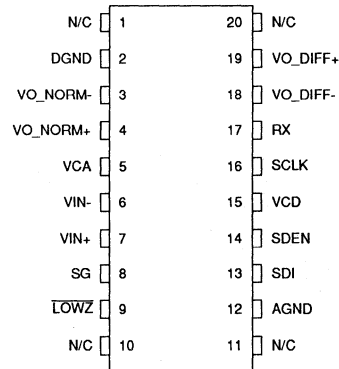 N/C 1 20 N/C
DGND 2 19 VO_DIFF+
VO_NORM- 3 18 VO_DIFF-
VO_NORM+ 4 17 RX
VCA 5 16 SCLK
VIN- 6 15 VCD
VIN+ 7 14 SDEN
SG 8 13 SDI
LOWZ 9 12 AGND
N/C 10 11 N/C